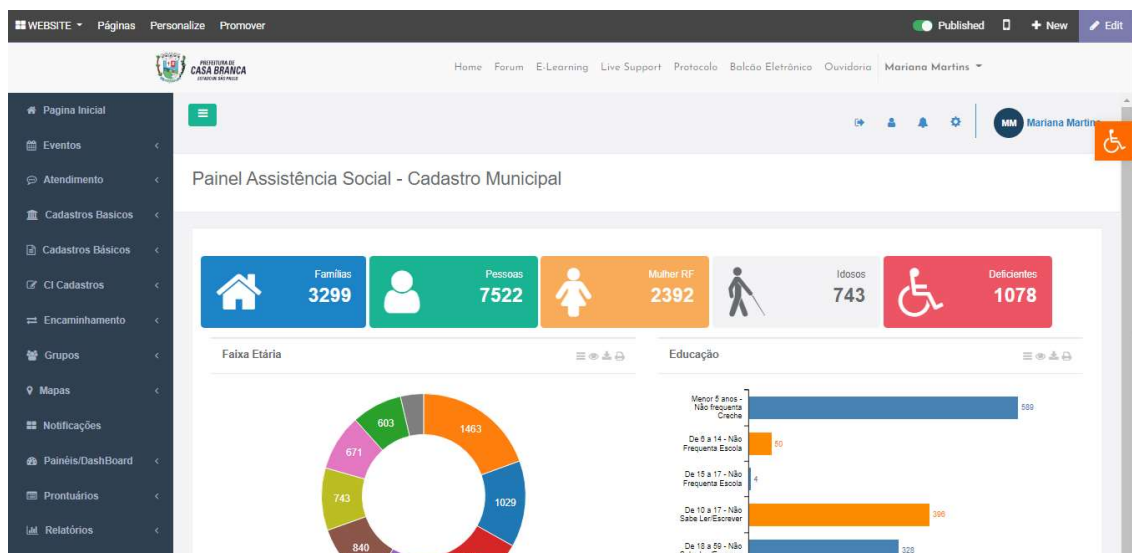 WEBSITE Páginas Personalize Promover Published + New Edit
PREFEITURA DE
CASA BRANCA
ESTADO DE SÃO PAULO
Home Forum E-Learning Live Support Protocolo Balcão Eletrônico Ouvidoria Mariana Martins
Pagina Inicial
Eventos
Atendimento
Cadastros Basicos
Cadastros Básicos
CI Cadastros
Encaminhamento
Grupos
Mapas
Notificações
Painéis/DashBoard
Prontuários
Relatórios
MM Mariana Martins
Painel Assistência Social - Cadastro Municipal
Famílias
3299
Pessoas
7522
Mulher RF
2392
Idosos
743
Deficientes
1078
Faixa Etária
603
1463
671
743
1029
840
Educação
Menor 5 anos -
Não frequenta
Creche
589
De 6 a 14 - Não
Frequenta Escola
50
De 15 a 17 - Não
Frequenta Escola
4
De 10 a 17 - Não
Sabe Ler/Escrever
396
De 18 a 59 - Não
328